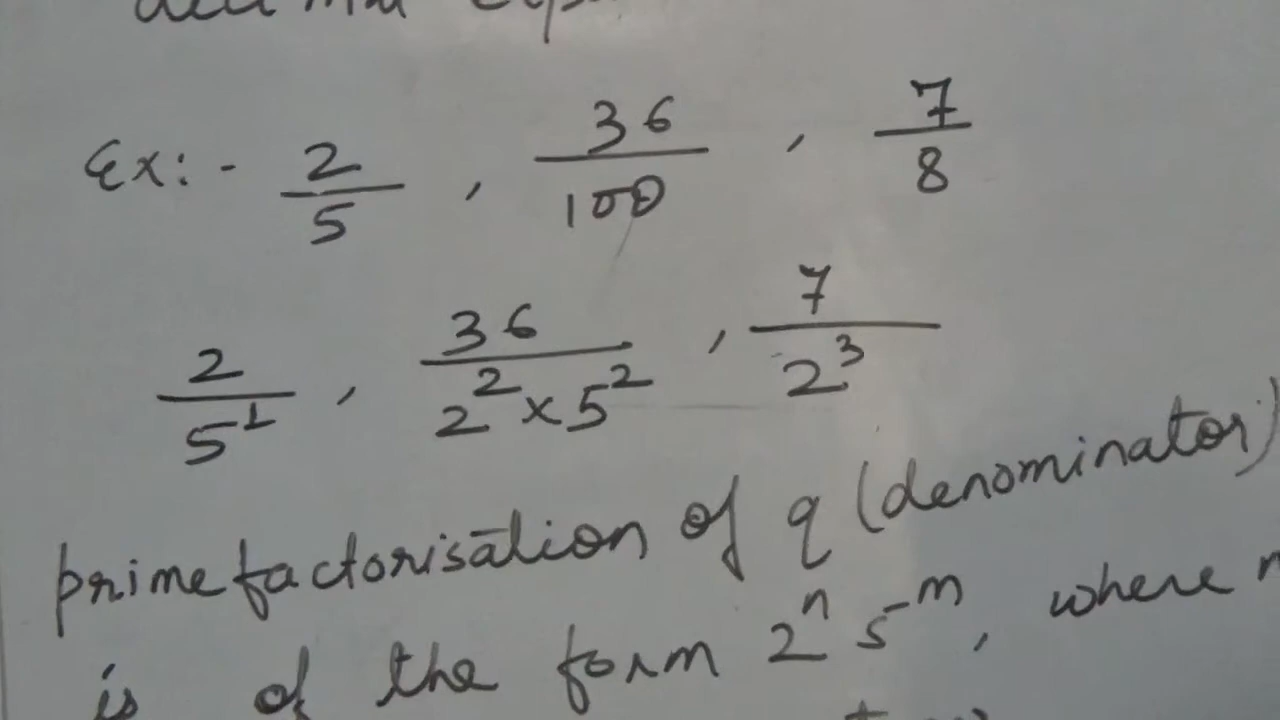 Ex:- 2/5 , 36/100 , 7/8
2/5^1 , 36/2^2 x 5^2 , 7/2^3
prime factorisation of q (denominator)
is of the form 2^n 5^m, where